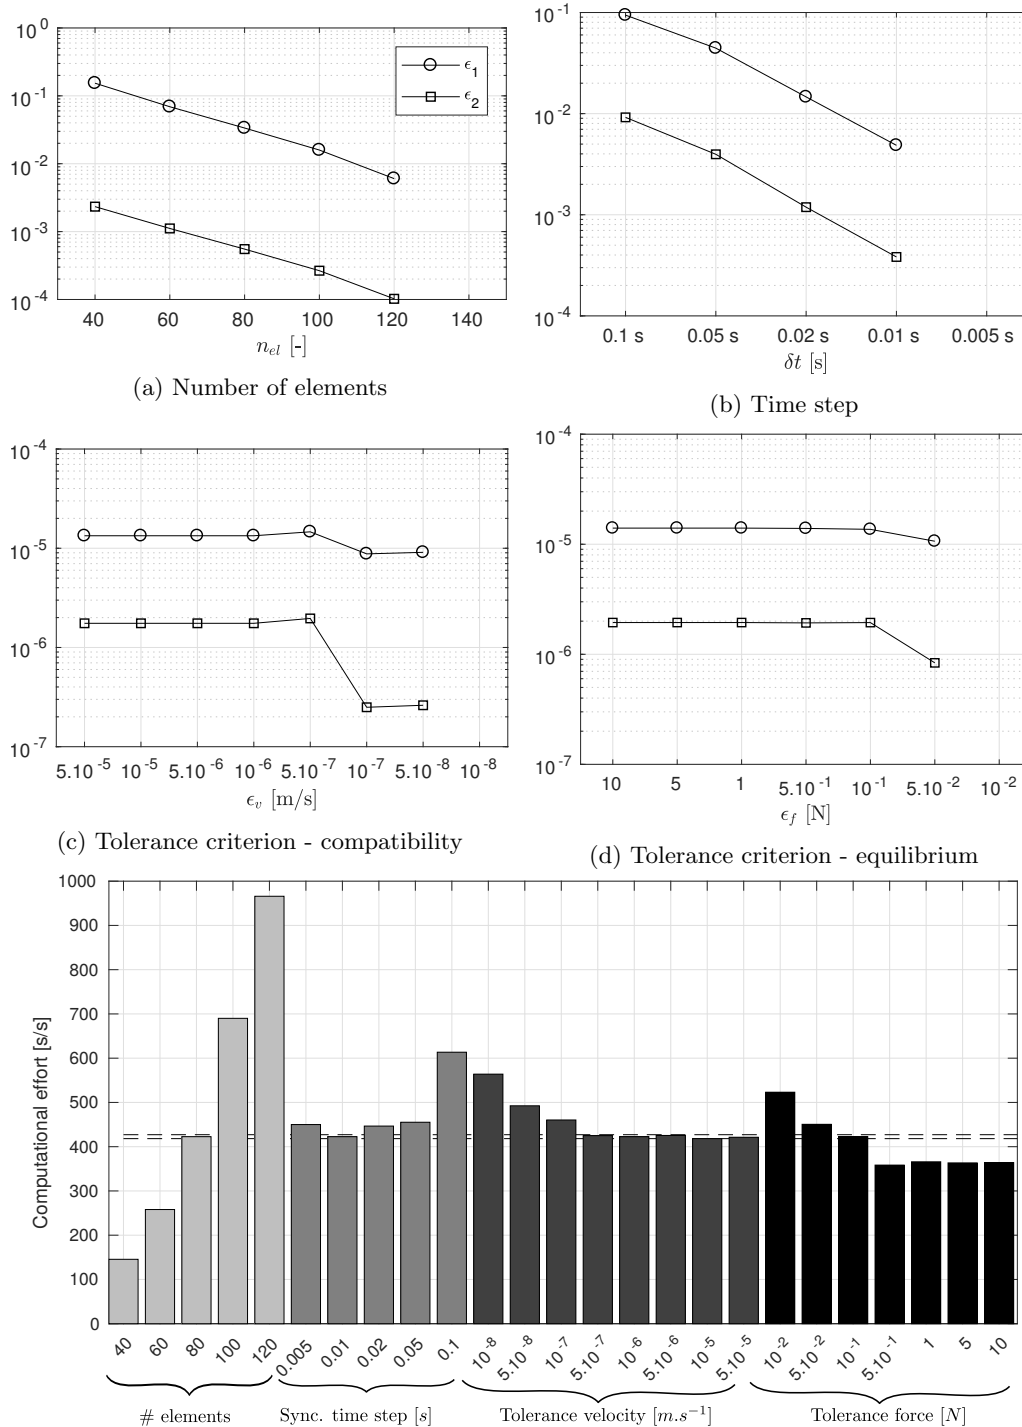 10^0
10^-1
10^-2
10^-3
10^-4
ϵ_1
ϵ_2
40 60 80 100 120 140
n_el [-]
(a) Number of elements
10^-1
10^-2
10^-3
10^-4
0.1 s 0.05 s 0.02 s 0.01 s 0.005 s
δt [s]
(b) Time step
10^-4
10^-5
10^-6
10^-7
5.10^-5 10^-5 5.10^-6 10^-6 5.10^-7 10^-7 5.10^-8 10^-8
ϵ_v [m/s]
(c) Tolerance criterion - compatibility
10^-4
10^-5
10^-6
10^-7
10 5 1 5.10^-1 10^-1 5.10^-2 10^-2
ϵ_f [N]
(d) Tolerance criterion - equilibrium
Computational effort [s/s]
1000
900
800
700
600
500
400
300
200
100
0
40 60 80 100 120 0.005 0.01 0.02 0.05 0.1 10^-8 5.10^-8 10^-7 5.10^-7 10^-6 5.10^-6 10^-5 5.10^-5 10^-2 5.10^-2 10^-1 5.10^-1 1 5 10
# elements Sync. time step [s] Tolerance velocity [m.s^-1] Tolerance force [N]